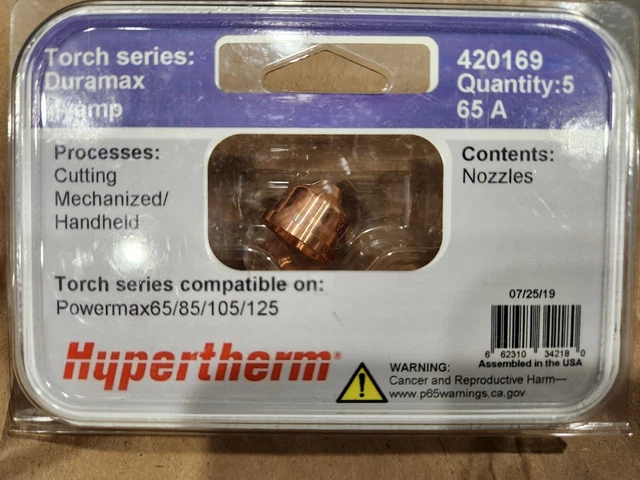 Torch series:
Duramax
420169
Quantity:5
65 A
Processes:
Cutting
Mechanized/
Handheld
Contents:
Nozzles
Torch series compatible on:
Powermax65/85/105/125
07/25/19
6 62310 34218 0
Assembled in the USA
Hypertherm®
WARNING:
Cancer and Reproductive Harm—
www.p65warnings.ca.gov